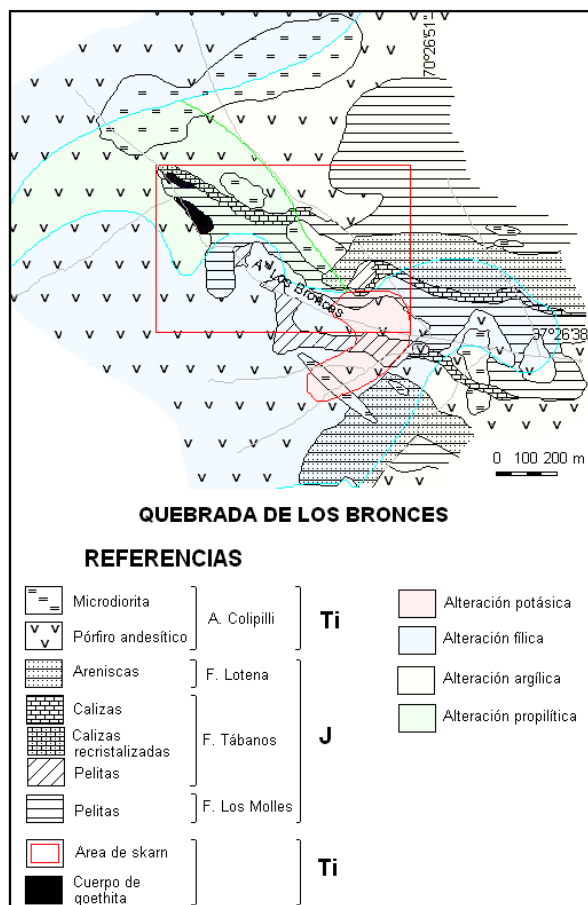 70°26'51"
Aº Los Bronces
37°26'38
0 100 200 m
QUEBRADA DE LOS BRONCES
REFERENCIAS
Microdiorita
Pórfiro andesítico
A. Colipilli
Ti
Areniscas
F. Lotena
Calizas
Calizas
recristalizadas
Pelitas
F. Tábanos
J
Pelitas
F. Los Molles
Area de skarn
Cuerpo de
goethita
Ti
Alteración potásica
Alteración fílica
Alteración argílica
Alteración propilítica